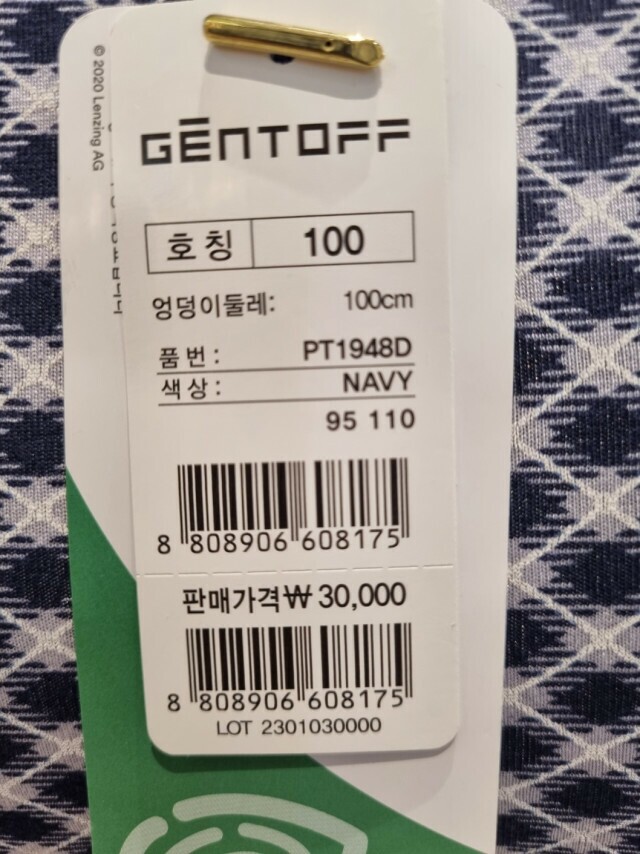 © 2020 Lenzing AG
GENTOFF
호칭 100
엉덩이둘레: 100cm
품번 : PT1948D
색상 : NAVY
95 110
8 808906 608175
판매가격₩ 30,000
8 808906 608175
LOT 2301030000